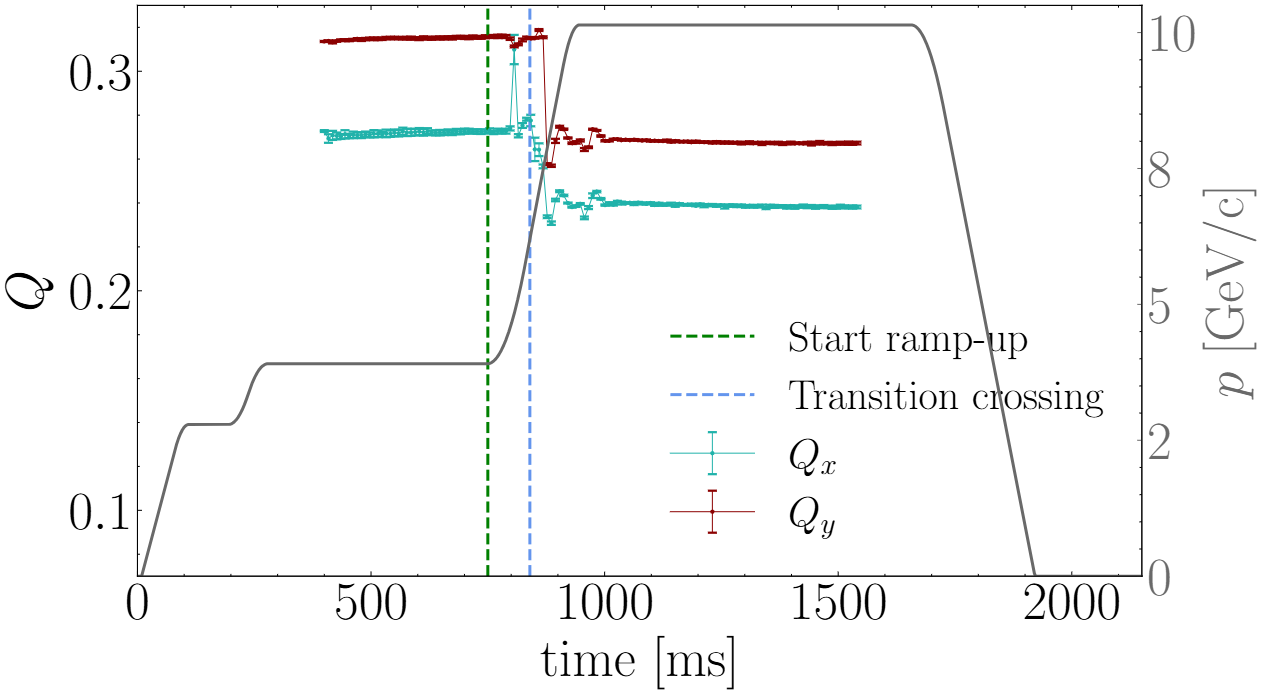 0.3
0.2
0.1
Q
10
8
5
2
0
p [GeV/c]
Start ramp-up
Transition crossing
Qₓ
Q_y
0 500 1000 1500 2000
time [ms]